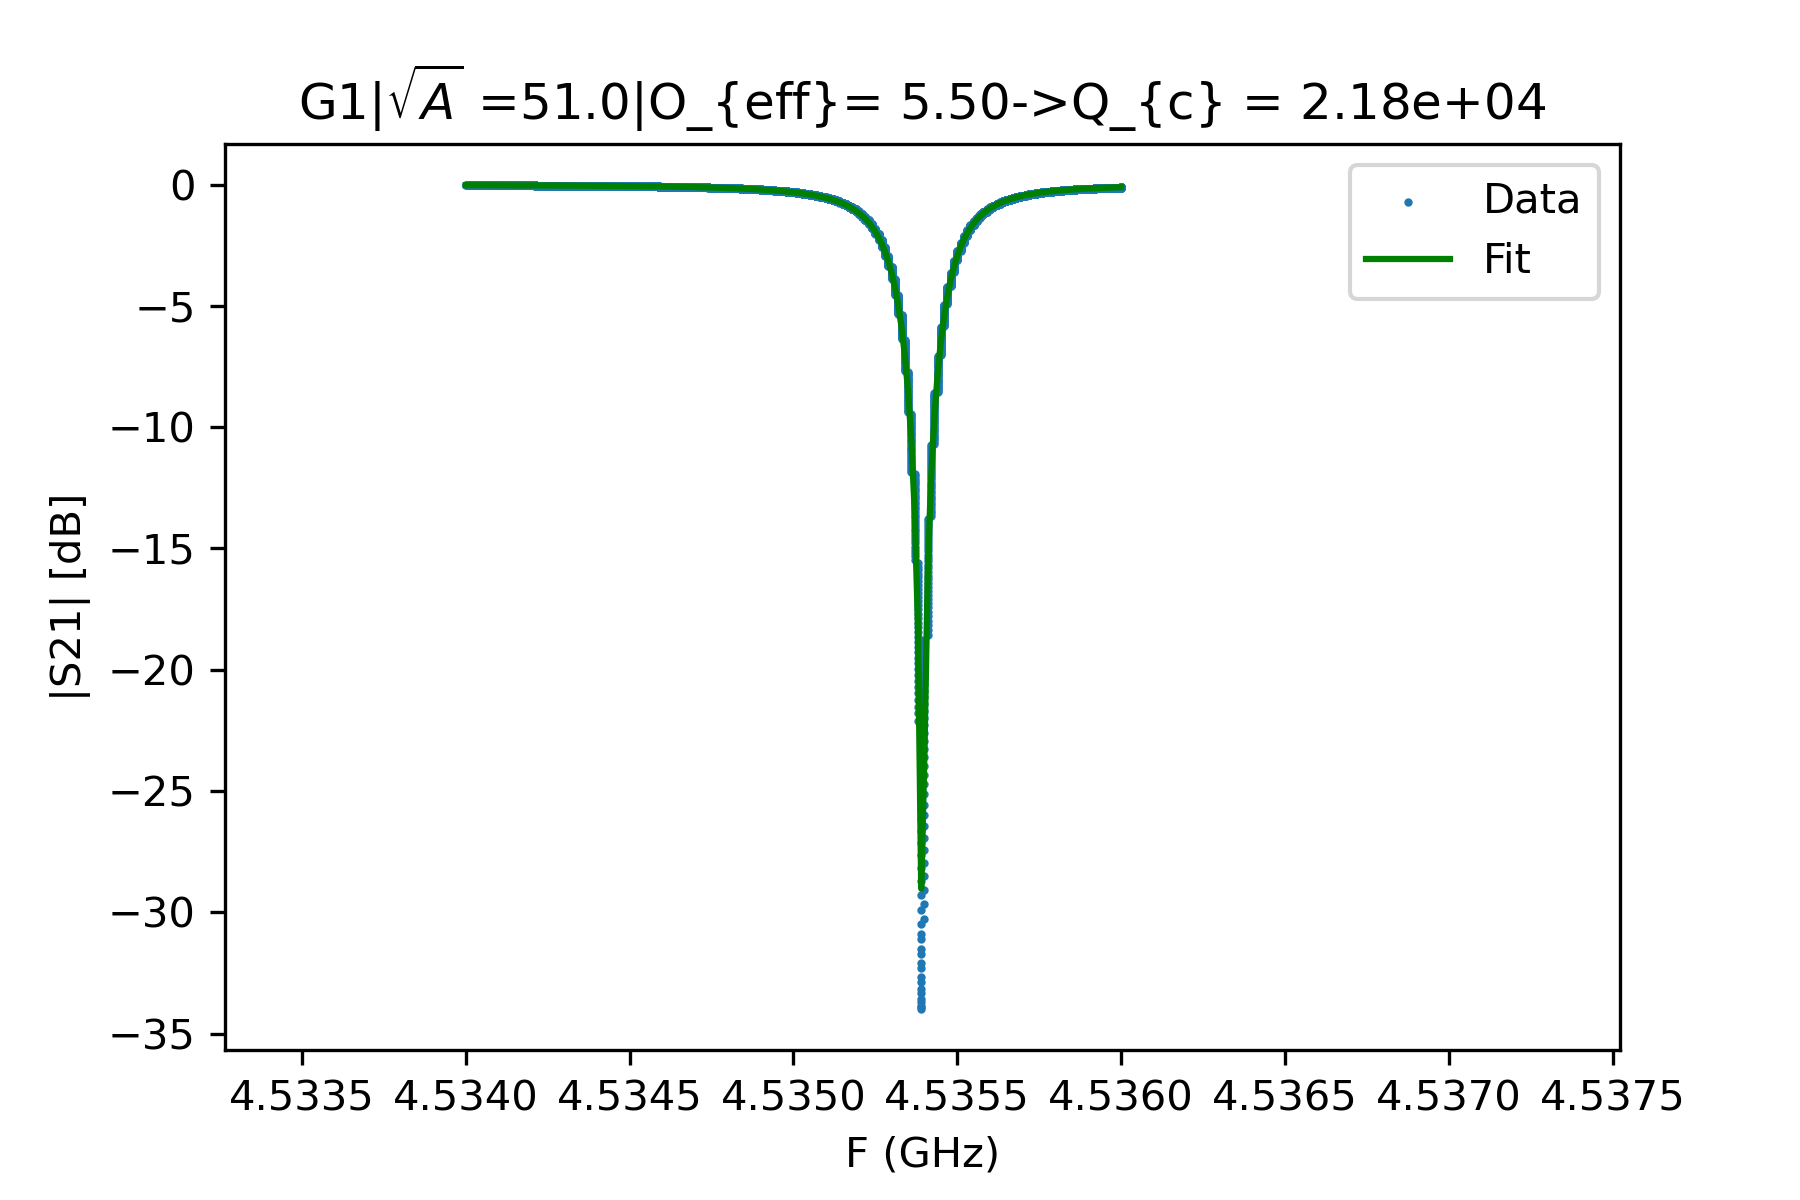 G1|√A =51.0|O_{eff}= 5.50->Q_{c} = 2.18e+04
Data
Fit
0
−5
−10
−15
−20
−25
−30
−35
|S21| [dB]
4.5335 4.5340 4.5345 4.5350 4.5355 4.5360 4.5365 4.5370 4.5375
F (GHz)